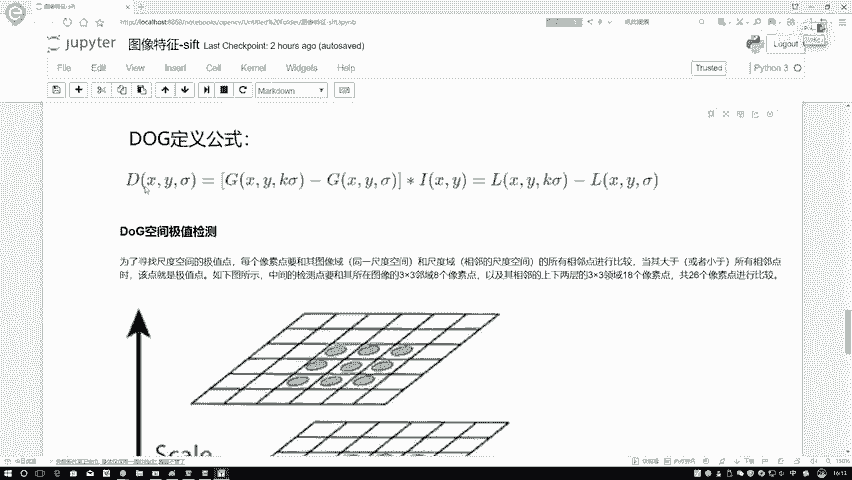 图像特征-sift
jupyter 图像特征-sift Last Checkpoint: 2 hours ago (autosaved)
Logout
File Edit View Insert Cell Kernel Widgets Help
Trusted
Python 3
Markdown
DOG定义公式:
D(x, y, σ) = [G(x, y, kσ) − G(x, y, σ)] ∗ I(x, y) = L(x, y, kσ) − L(x, y, σ)
DoG空间极值检测
为了寻找尺度空间的极值点，每个像素点要和其图像域（同一尺度空间）和尺度域（相邻的尺度空间）的所有相邻点进行比较，当其大于（或者小于）所有相邻点
时，该点就是极值点。如下图所示，中间的检测点要和其所在图像的3×3邻域8个像素点，以及其相邻的上下两层的3×3领域18个像素点，共26个像素点进行比较。
Scale